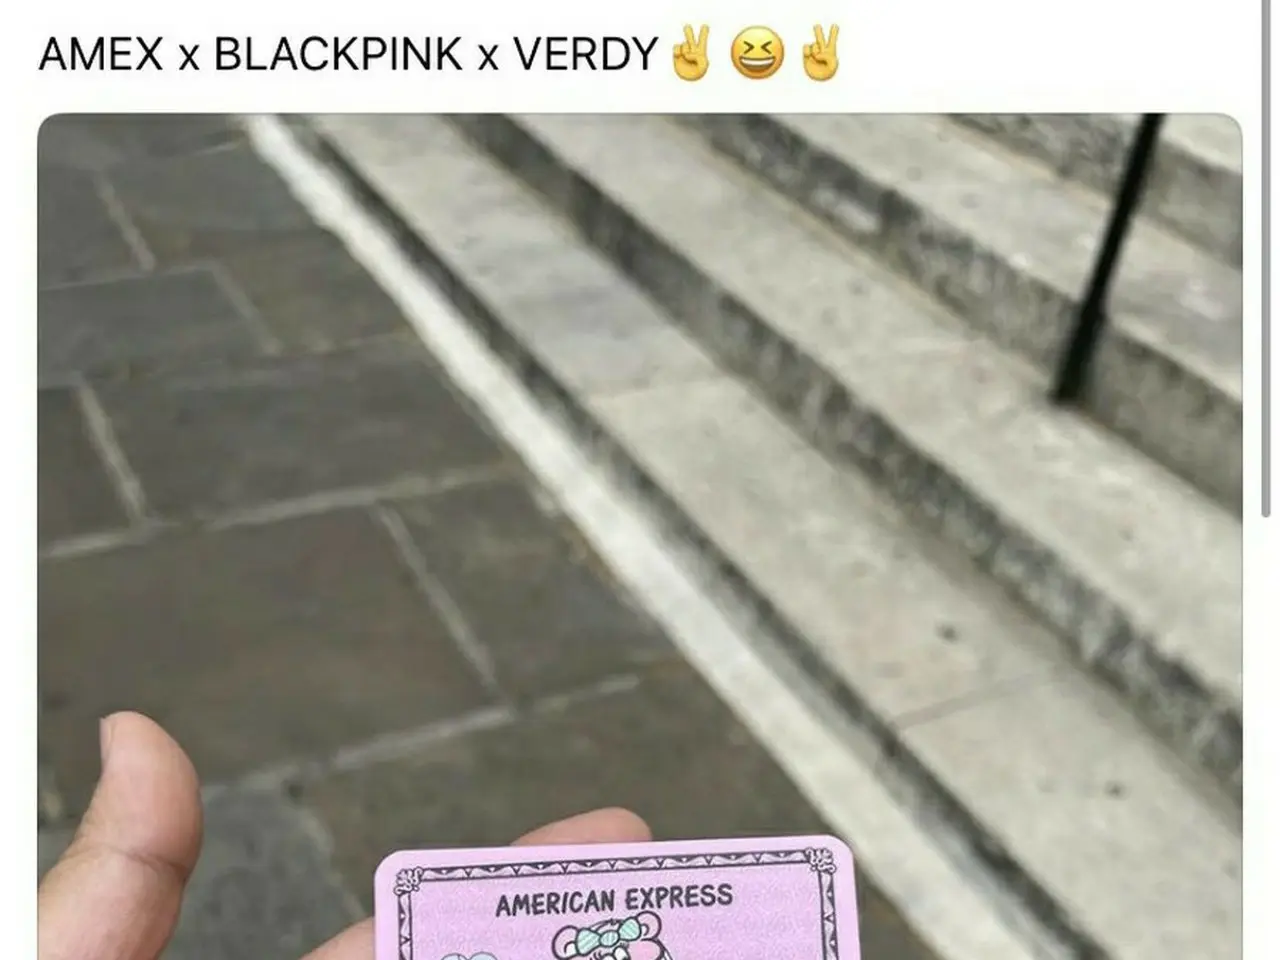 AMEX x BLACKPINK x VERDY✌️😆✌️
AMERICAN EXPRESS